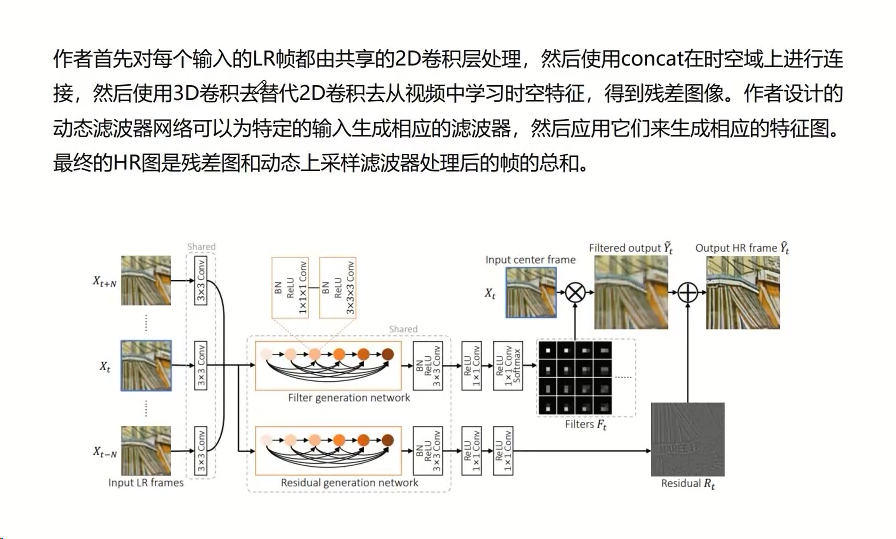 作者首先对每个输入的LR帧都由共享的2D卷积层处理，然后使用concat在时空域上进行连
接，然后使用3D卷积去替代2D卷积去从视频中学习时空特征，得到残差图像。作者设计的
动态滤波器网络可以为特定的输入生成相应的滤波器，然后应用它们来生成相应的特征图。
最终的HR图是残差图和动态上采样滤波器处理后的帧的总和。
Shared
X_{t+N}
3×3 Conv
BN
ReLU
1×1×1 Conv
BN
ReLU
3×3×3 Conv
Input center frame
X_t
Filtered output Ỹ_t
Output HR frame Ŷ_t
X_t
3×3 Conv
Shared
Filter generation network
BN
ReLU
3×3 Conv
ReLU
1×1 Conv
ReLU
1×1 Conv
Softmax
......
Filters F_t
X_{t−N}
3×3 Conv
Input LR frames
Residual generation network
BN
ReLU
3×3 Conv
ReLU
1×1 Conv
ReLU
1×1 Conv
Residual R_t